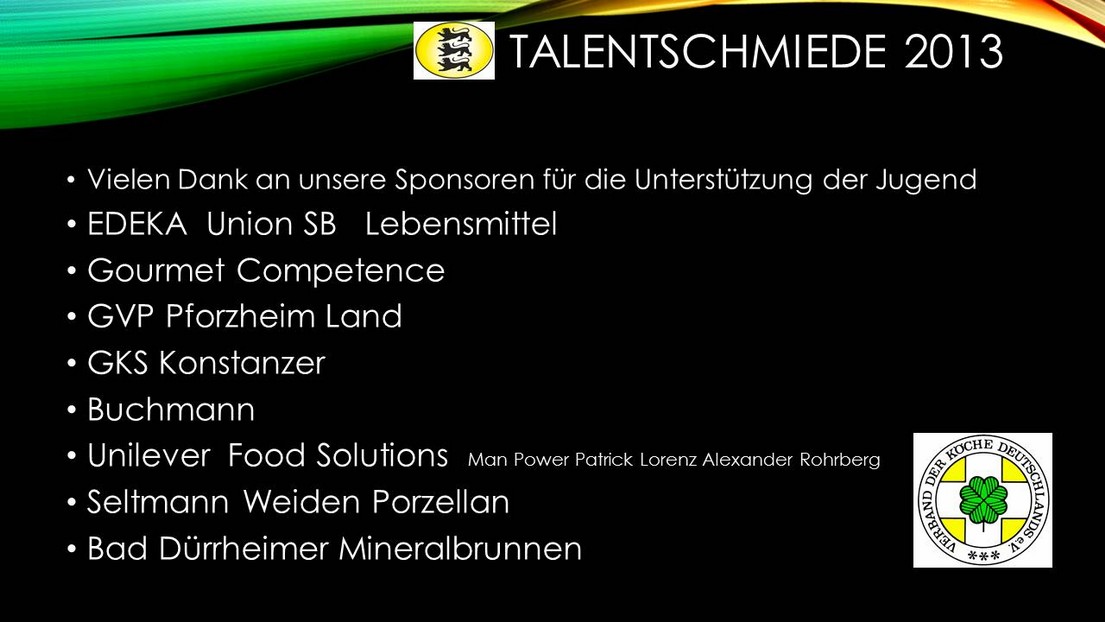 TALENTSCHMIEDE 2013
• Vielen Dank an unsere Sponsoren für die Unterstützung der Jugend
• EDEKA Union SB Lebensmittel
• Gourmet Competence
• GVP Pforzheim Land
• GKS Konstanzer
• Buchmann
• Unilever Food Solutions Man Power Patrick Lorenz Alexander Rohrberg
• Seltmann Weiden Porzellan
• Bad Dürrheimer Mineralbrunnen
VERBAND DER KÖCHE DEUTSCHLANDS e.V. ***